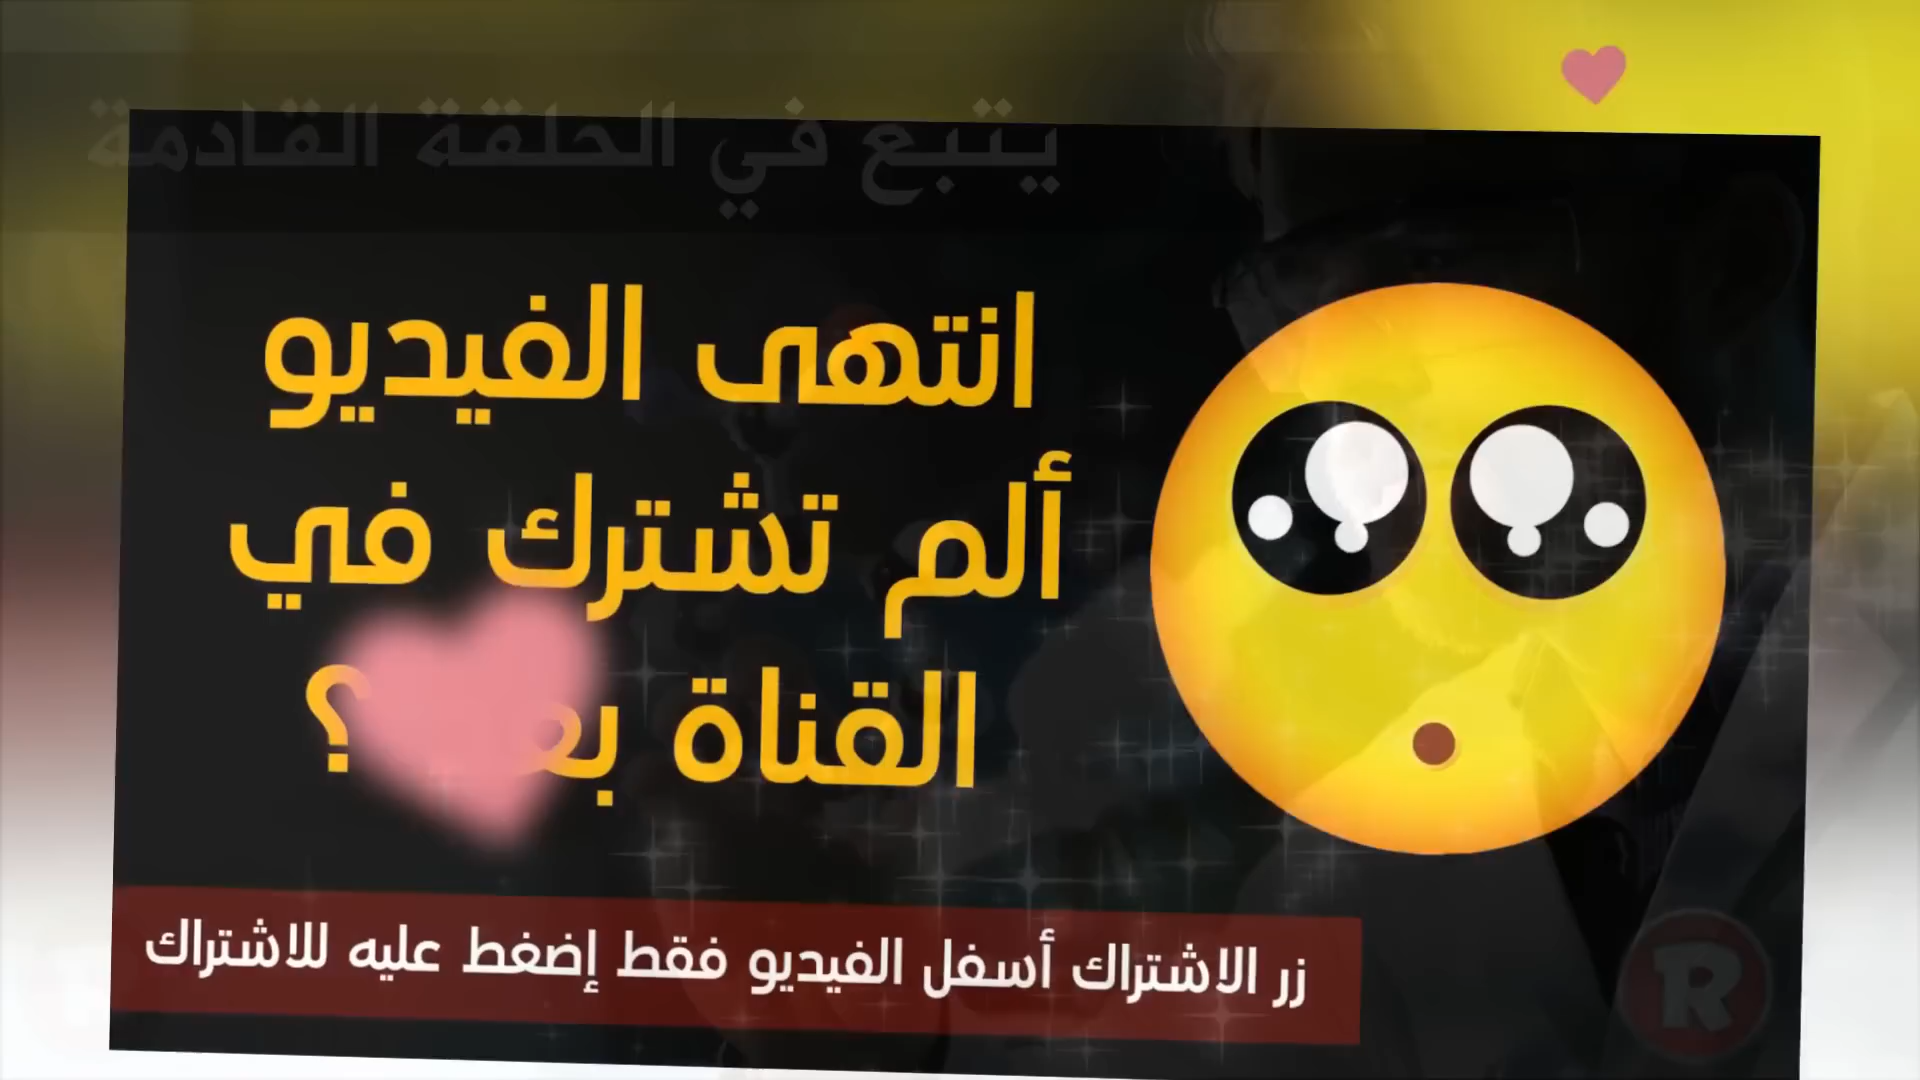 يتبع في الحلقة القادمة
انتهى الفيديو
ألم تشترك في
القناة ؟
زر الاشتراك أسفل الفيديو فقط إضغط عليه للاشتراك
R